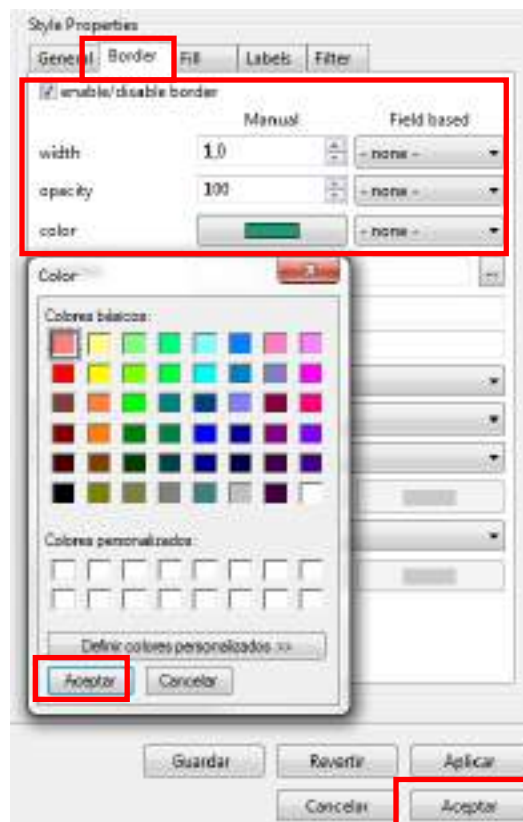 Style Properties
General Border Fill Labels Filter
enable/disable border
Manual Field based
width 1.0 - none -
opacity 100 - none -
color - none -
Color
...
Colores básicos:
Colores personalizados:
Definir colores personalizados >>
Aceptar Cancelar
Guardar Revertir Aplicar
Cancelar Aceptar